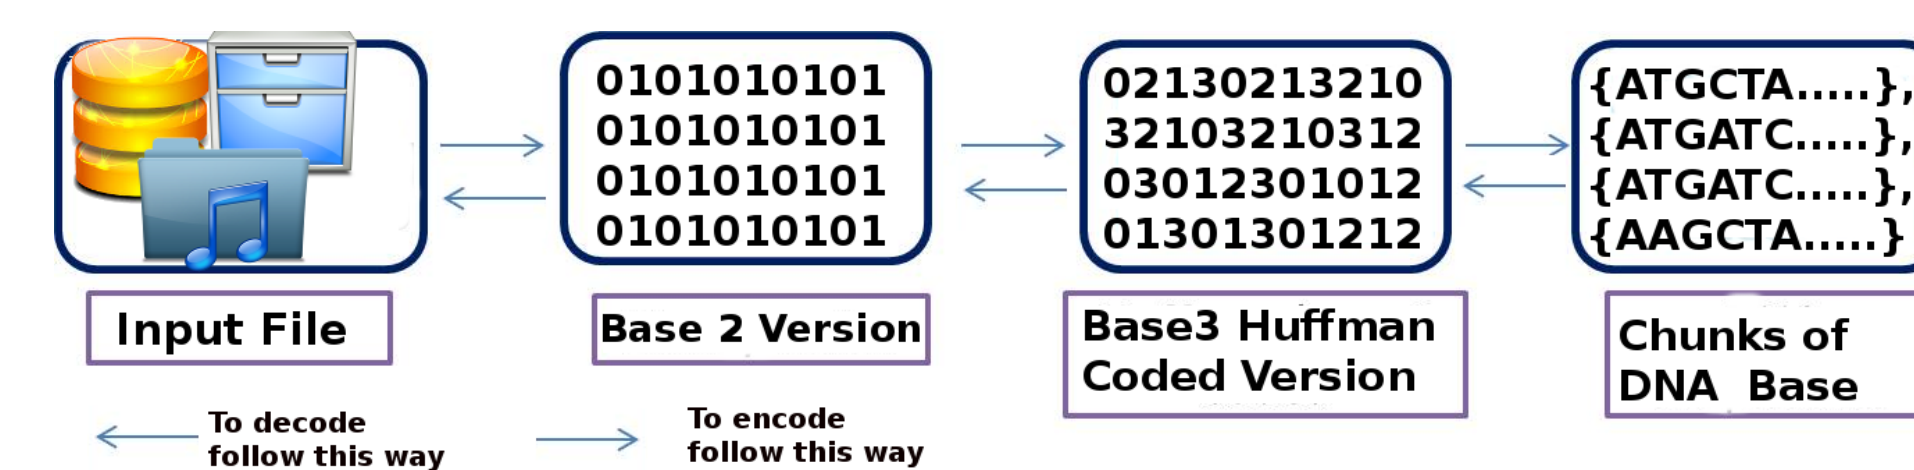 0101010101
0101010101
0101010101
0101010101
02130213210
32103210312
03012301012
01301301212
{ATGCTA.....},
{ATGATC.....},
{ATGATC.....},
{AAGCTA.....}
Input File
Base 2 Version
Base3 Huffman
Coded Version
Chunks of
DNA Base
To decode
follow this way
To encode
follow this way